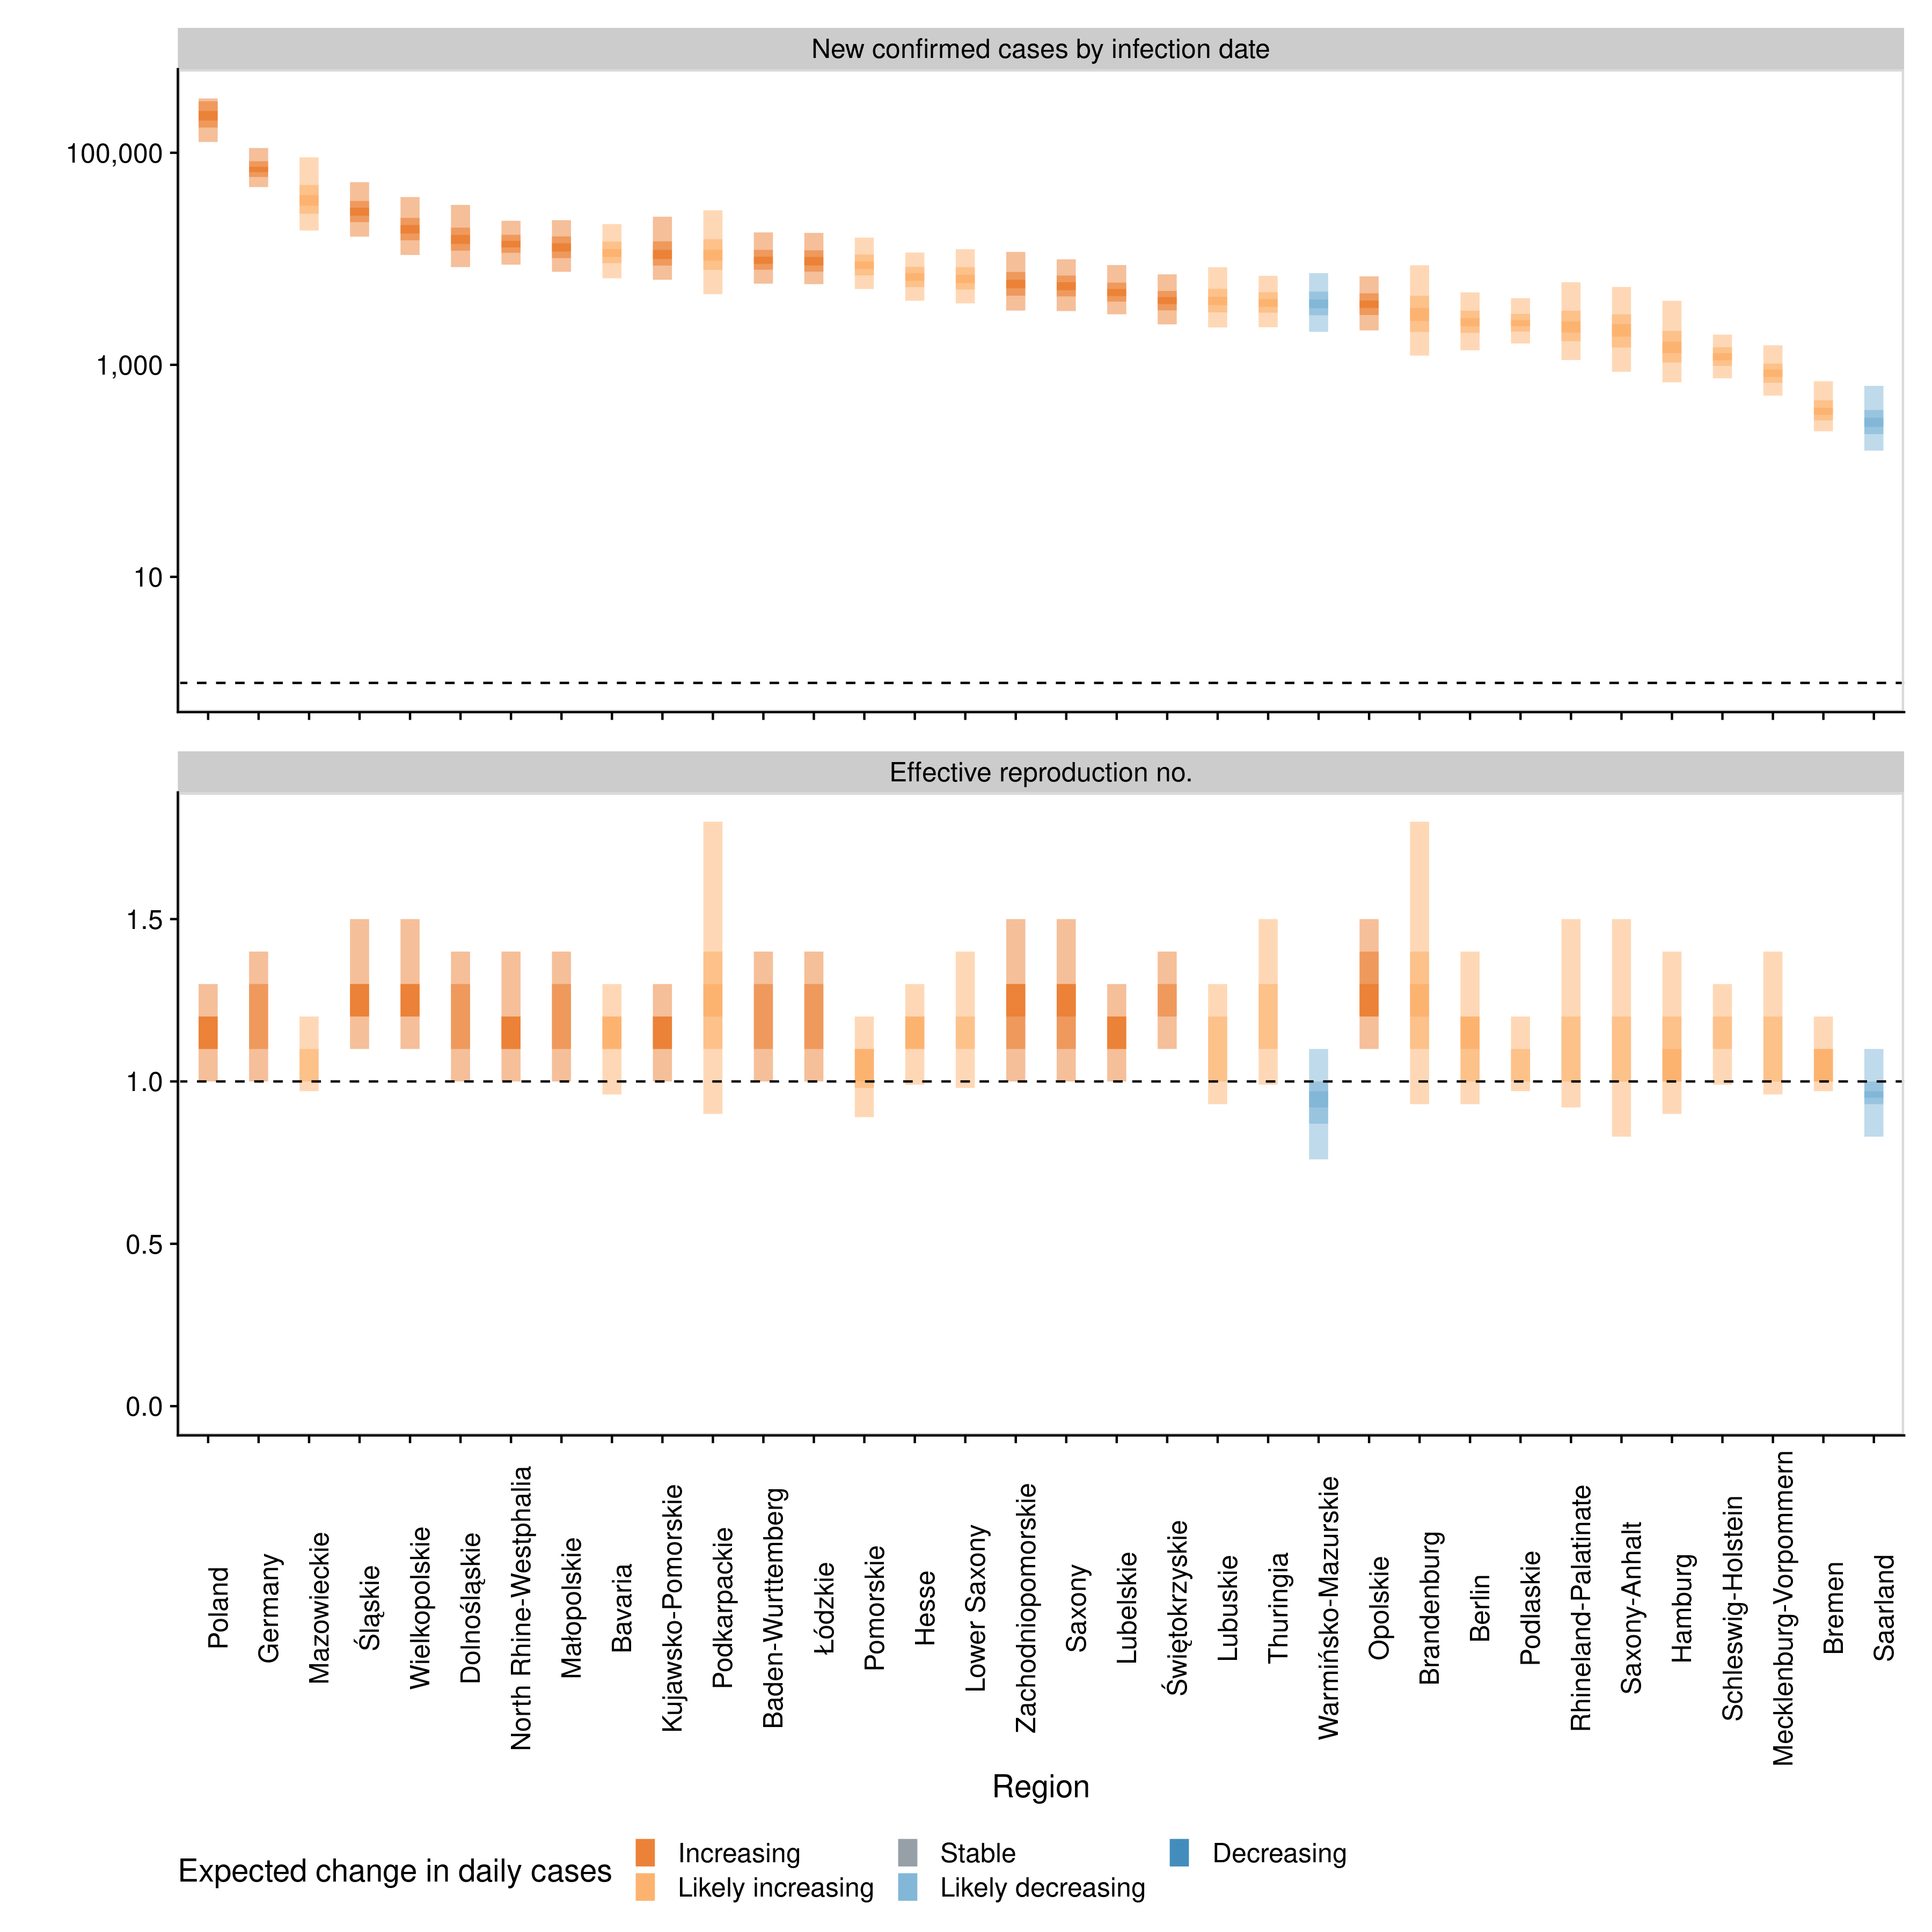 New confirmed cases by infection date
100,000
1,000
10
Effective reproduction no.
1.5
1.0
0.5
0.0
Poland
Germany
Mazowieckie
Śląskie
Wielkopolskie
Dolnośląskie
North Rhine-Westphalia
Małopolskie
Bavaria
Kujawsko-Pomorskie
Podkarpackie
Baden-Wurttemberg
Łódzkie
Pomorskie
Hesse
Lower Saxony
Zachodniopomorskie
Saxony
Lubelskie
Świętokrzyskie
Lubuskie
Thuringia
Warmińsko-Mazurskie
Opolskie
Brandenburg
Berlin
Podlaskie
Rhineland-Palatinate
Saxony-Anhalt
Hamburg
Schleswig-Holstein
Mecklenburg-Vorpommern
Bremen
Saarland
Region
Expected change in daily cases
Increasing
Likely increasing
Stable
Likely decreasing
Decreasing